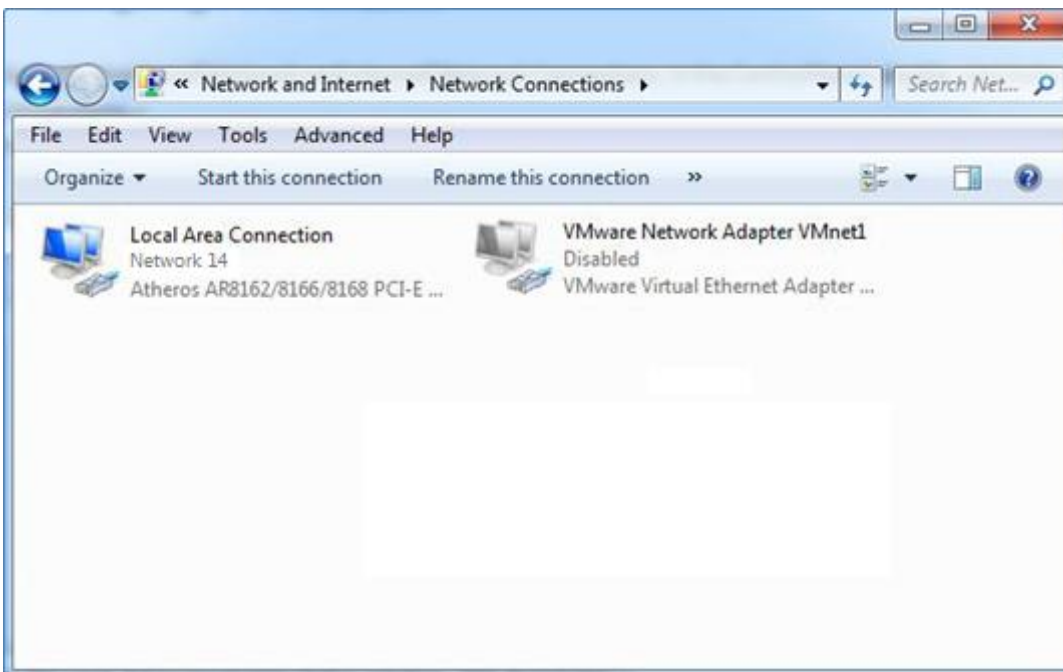 « Network and Internet Network Connections Search Net...
File Edit View Tools Advanced Help
Organize Start this connection Rename this connection »
Local Area Connection
Network 14
Atheros AR8162/8166/8168 PCI-E ...
VMware Network Adapter VMnet1
Disabled
VMware Virtual Ethernet Adapter ...